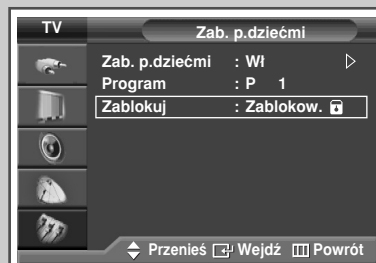 TV
Zab. p.dziećmi
Zab. p.dziećmi : Wł
Program : P 1
Zablokuj : Zablokow.
Przenieś Wejdź Powrót